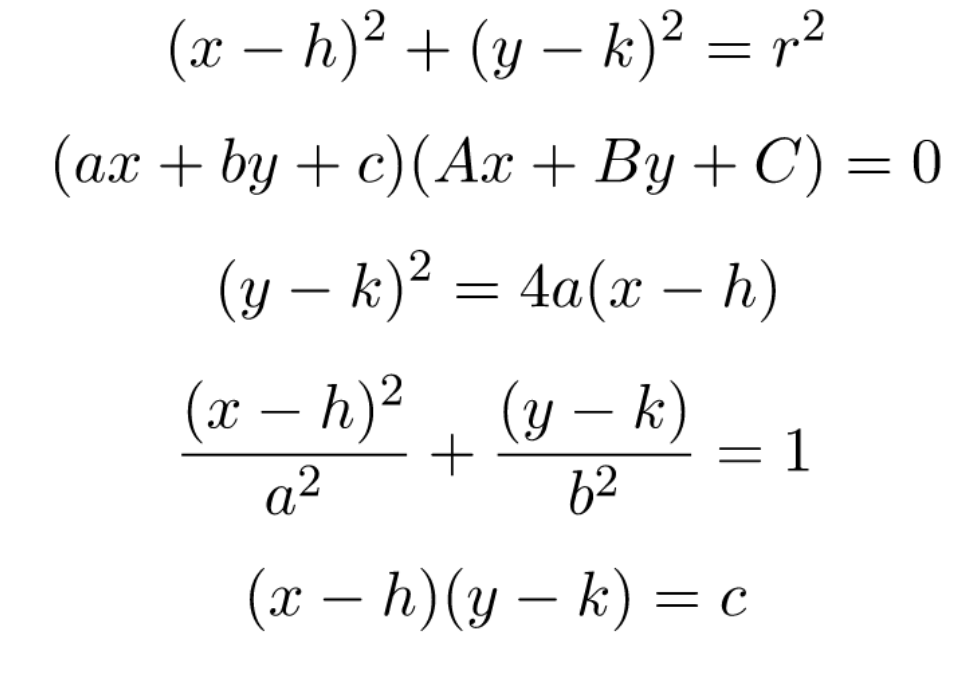 (x − h)² + (y − k)² = r²
(ax + by + c)(Ax + By + C) = 0
(y − k)² = 4a(x − h)
(x − h)²/a² + (y − k)/b² = 1
(x − h)(y − k) = c